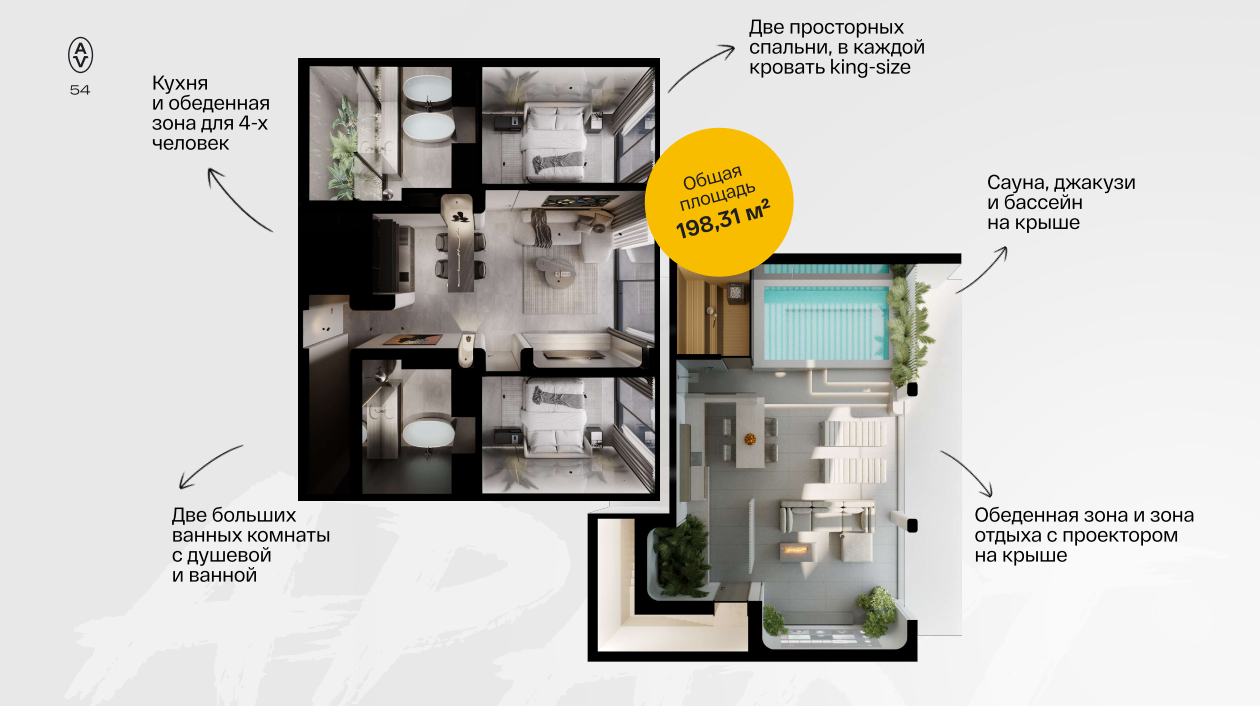 AV
54
Кухня
и обеденная
зона для 4-х
человек
Две просторных
спальни, в каждой
кровать king-size
Общая
площадь
198,31 м²
Сауна, джакузи
и бассейн
на крыше
Две больших
ванных комнаты
с душевой
и ванной
Обеденная зона и зона
отдыха с проектором
на крыше